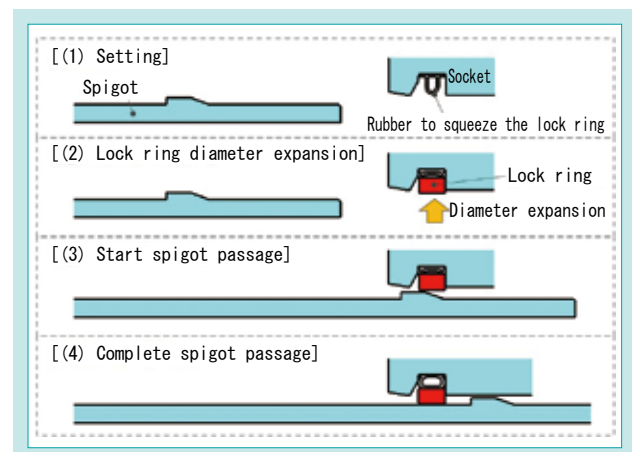 [(1) Setting]
Spigot
Socket
Rubber to squeeze the lock ring
[(2) Lock ring diameter expansion]
Lock ring
Diameter expansion
[(3) Start spigot passage]
[(4) Complete spigot passage]